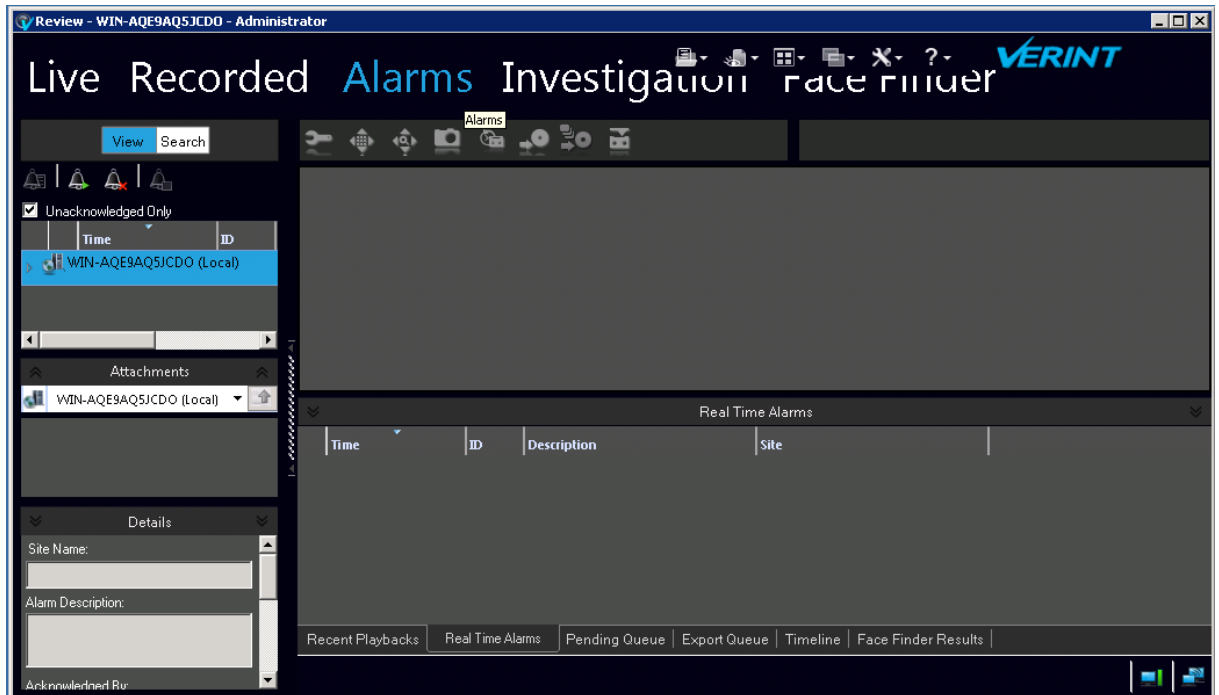 Review - WIN-AQE9AQ5JCDO - Administrator
Live Recorded Alarms Investigation Face Finder
VERINT
Alarms
View Search
Unacknowledged Only
Time ID
WIN-AQE9AQ5JCDO (Local)
Attachments
WIN-AQE9AQ5JCDO (Local)
Real Time Alarms
Time ID Description Site
Details
Site Name:
Alarm Description:
Acknowledged By:
Recent Playbacks Real Time Alarms Pending Queue Export Queue Timeline Face Finder Results